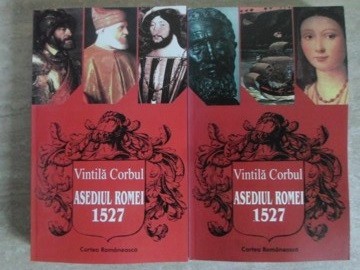 Vintilă Corbul
ASEDIUL ROMEI
1527
Cartea Românească
Vintilă Corbul
ASEDIUL ROMEI
1527
Cartea Românească